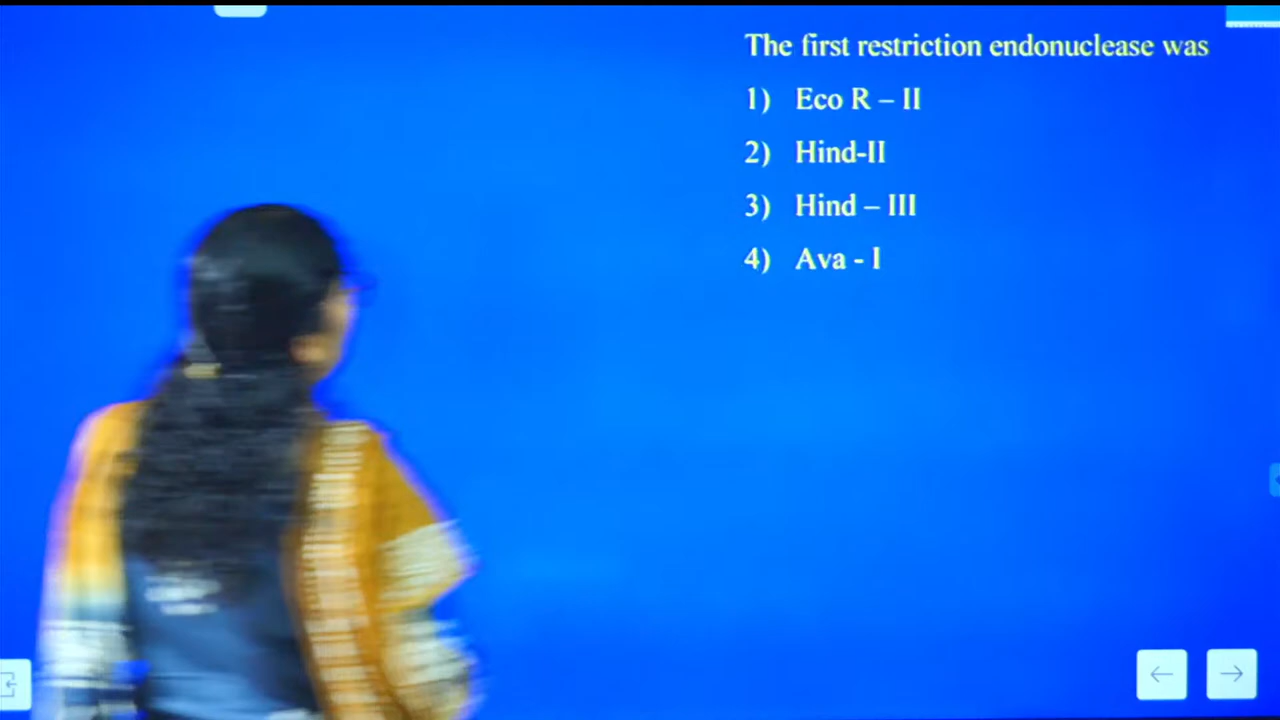 The first restriction endonuclease was
1) Eco R – II
2) Hind-II
3) Hind – III
4) Ava - I